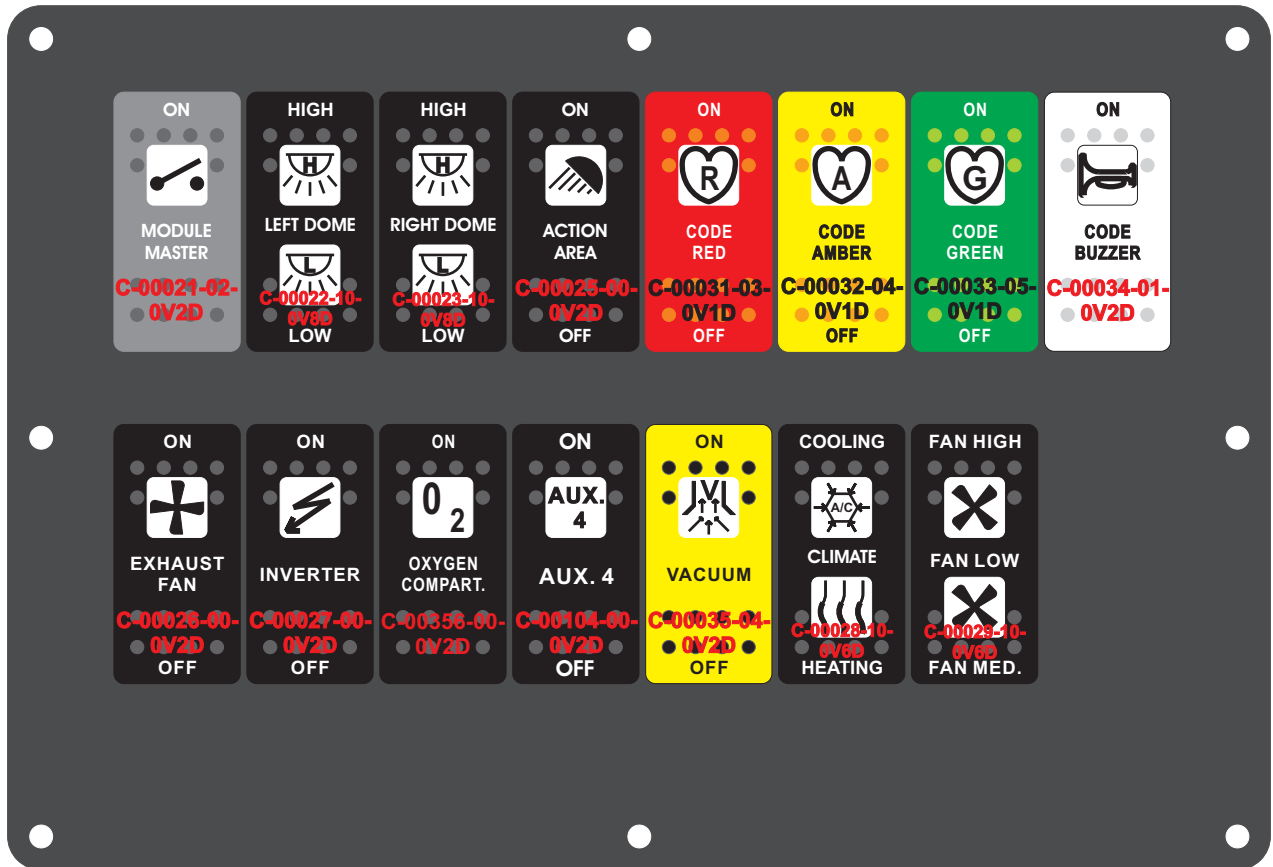 ON
MODULE
MASTER
C-00021-02-
0V2D
HIGH
H
LEFT DOME
L
C-00022-10-
0V8D
LOW
HIGH
H
RIGHT DOME
L
C-00023-10-
0V8D
LOW
ON
ACTION
AREA
C-00025-00-
0V2D
OFF
ON
R
CODE
RED
C-00031-03-
0V1D
OFF
ON
A
CODE
AMBER
C-00032-04-
0V1D
OFF
ON
G
CODE
GREEN
C-00033-05-
0V1D
OFF
ON
CODE
BUZZER
C-00034-01-
0V2D
ON
EXHAUST
FAN
C-00026-00-
0V2D
OFF
ON
INVERTER
C-00027-00-
0V2D
OFF
ON
0 2
OXYGEN
COMPART.
C-00356-00-
0V2D
OFF
ON
AUX.
4
AUX. 4
C-00104-00-
0V2D
OFF
ON
V
VACUUM
C-00035-04-
0V2D
OFF
COOLING
A/C
CLIMATE
C-00028-10-
0V6D
HEATING
FAN HIGH
FAN LOW
C-00029-10-
0V6D
FAN MED.